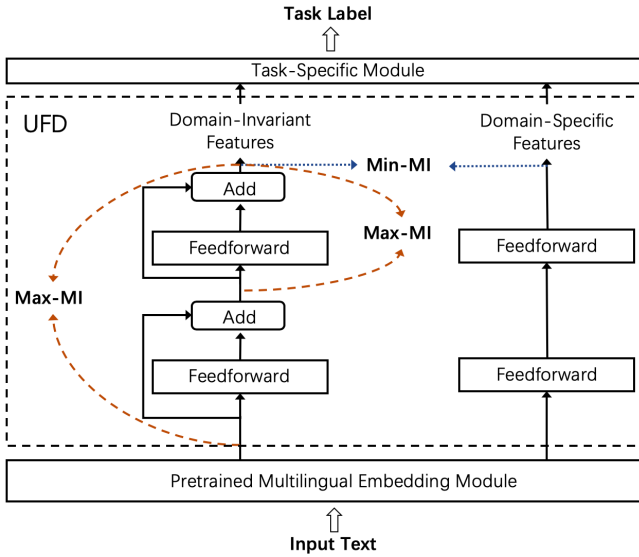 Task Label
Task-Specific Module
UFD
Domain-Invariant
Features
Domain-Specific
Features
Min-MI
Add
Max-MI
Feedforward
Feedforward
Max-MI
Add
Feedforward
Feedforward
Pretrained Multilingual Embedding Module
Input Text